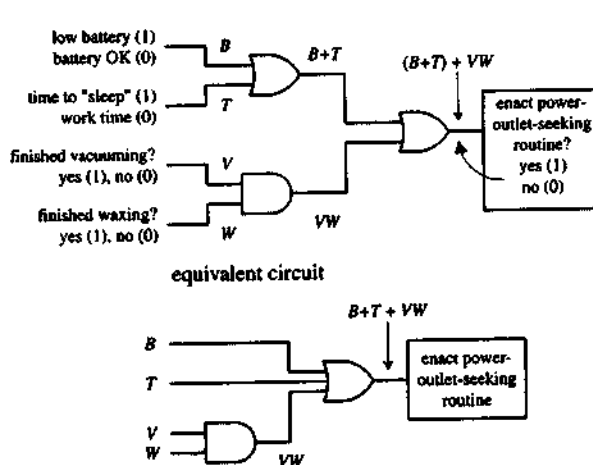 low battery (1)
battery OK (0)
B
B+T
(B+T) + VW
time to "sleep" (1)
work time (0)
T
enact power-
outlet-seeking
routine?
yes (1)
no (0)
finished vacuuming?
yes (1), no (0)
V
finished waxing?
yes (1), no (0)
W
VW
equivalent circuit
B+T + VW
B
T
V
W
VW
enact power-
outlet-seeking
routine